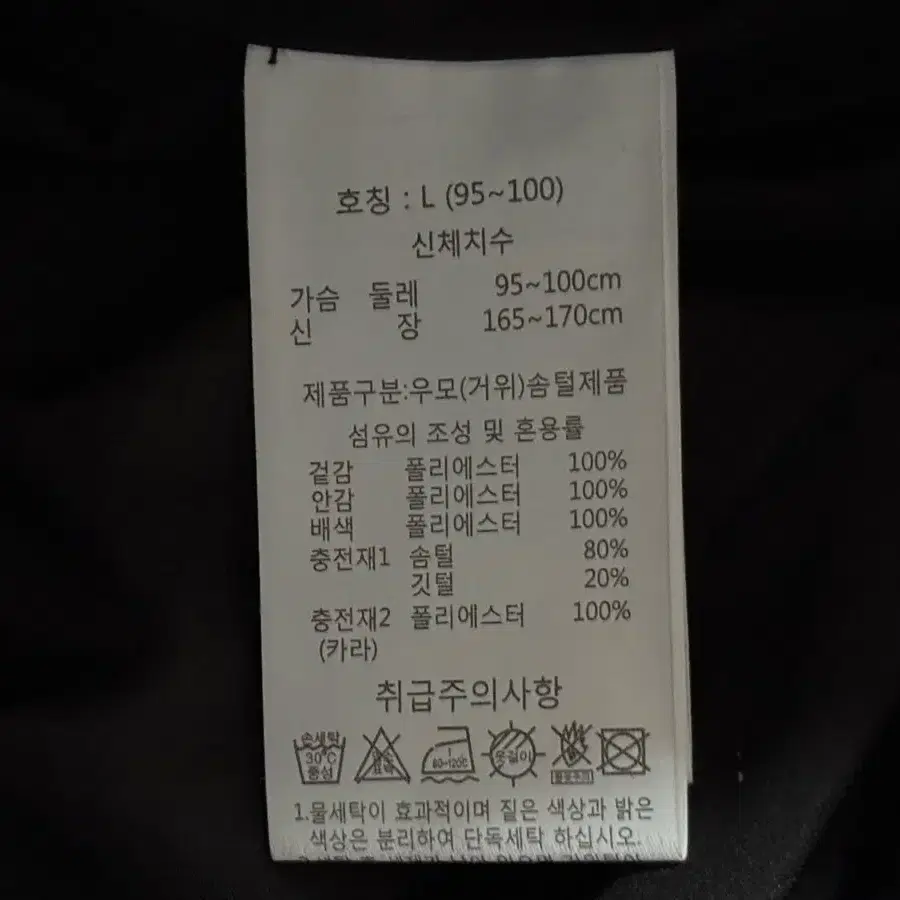 호칭 : L (95~100)
신체치수
가슴 둘레 95~100cm
신 장 165~170cm
제품구분:우모(거위)솜털제품
섬유의 조성 및 혼용률
겉감 폴리에스터 100%
안감 폴리에스터 100%
배색 폴리에스터 100%
충전재1 솜털 80%
깃털 20%
충전재2 폴리에스터 100%
(카라)
취급주의사항
손세탁
30°C
중성
80~120°C
옷걸이
1.물세탁이 효과적이며 짙은 색상과 밝은
색상은 분리하여 단독세탁 하십시오.